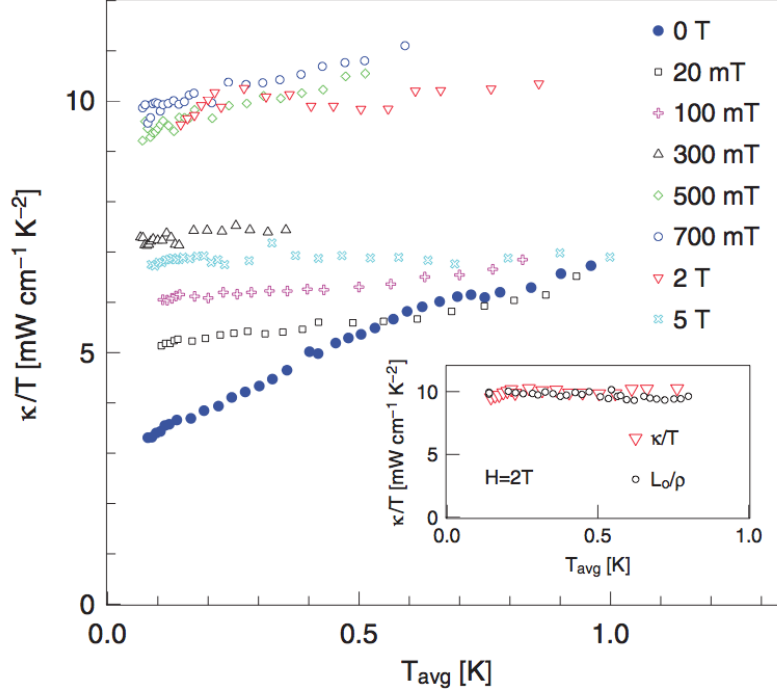 0 T
20 mT
100 mT
300 mT
500 mT
700 mT
2 T
5 T
10
5
0
κ/T [mW cm⁻¹ K⁻²]
0.0
0.5
1.0
T_avg [K]
10
5
0
κ/T [mW cm⁻¹ K⁻²]
κ/T
H=2T
L₀/ρ
0.0
0.5
1.0
T_avg [K]